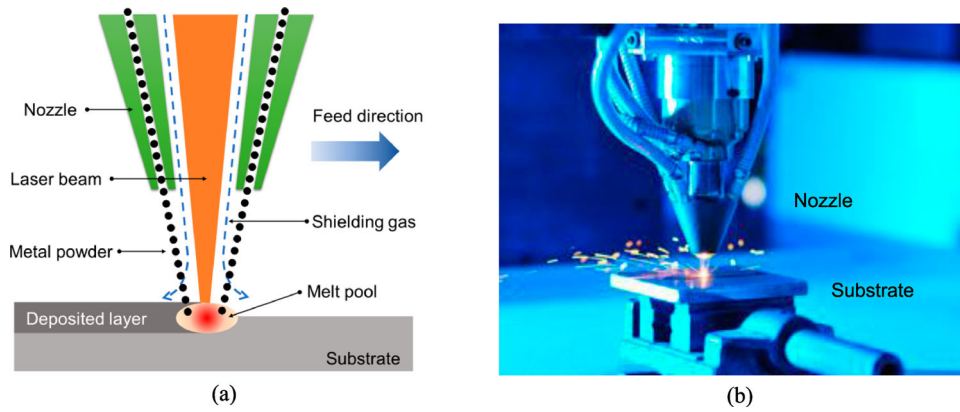 Nozzle
Feed direction
Laser beam
Shielding gas
Metal powder
Melt pool
Deposited layer
Substrate
(a)
Nozzle
Substrate
(b)